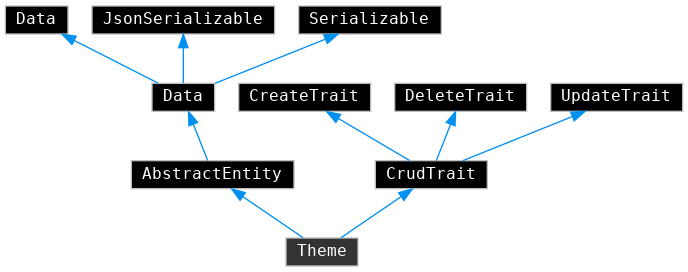 Data
JsonSerializable
Serializable
Data
CreateTrait
DeleteTrait
UpdateTrait
AbstractEntity
CrudTrait
Theme